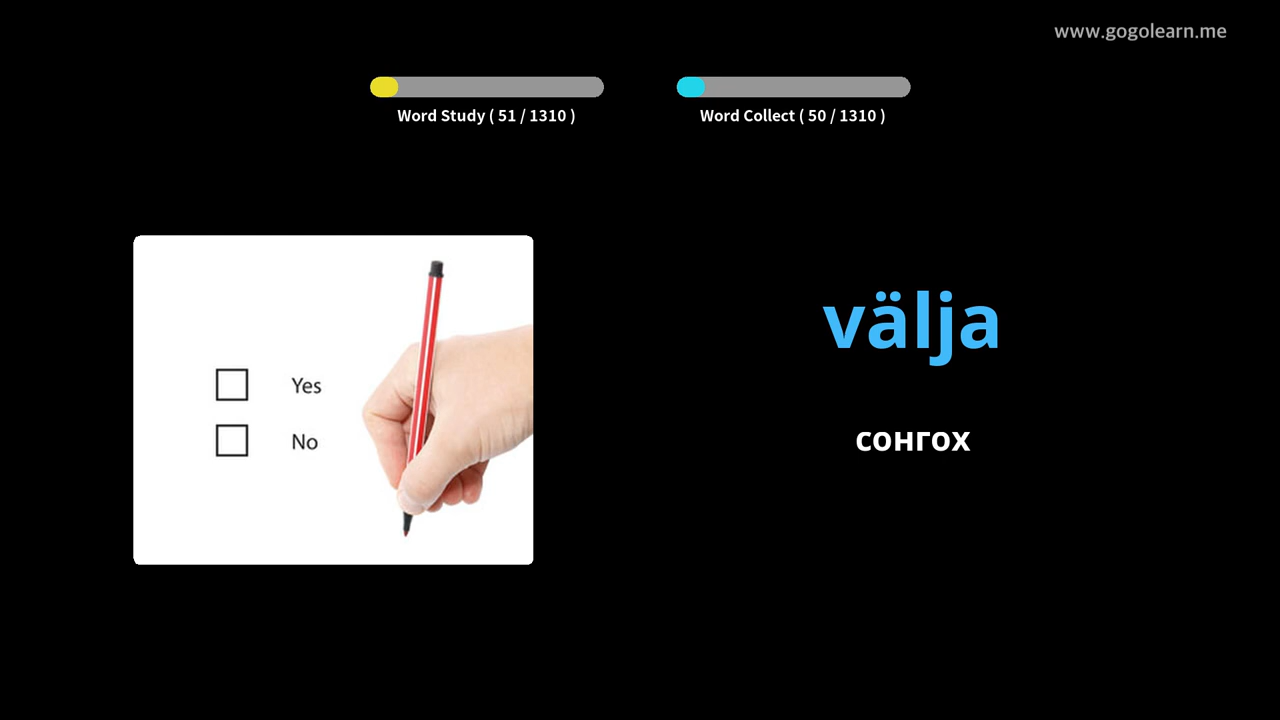 www.gogolearn.me
Word Study ( 51 / 1310 )
Word Collect ( 50 / 1310 )
Yes
No
välja
сонгох